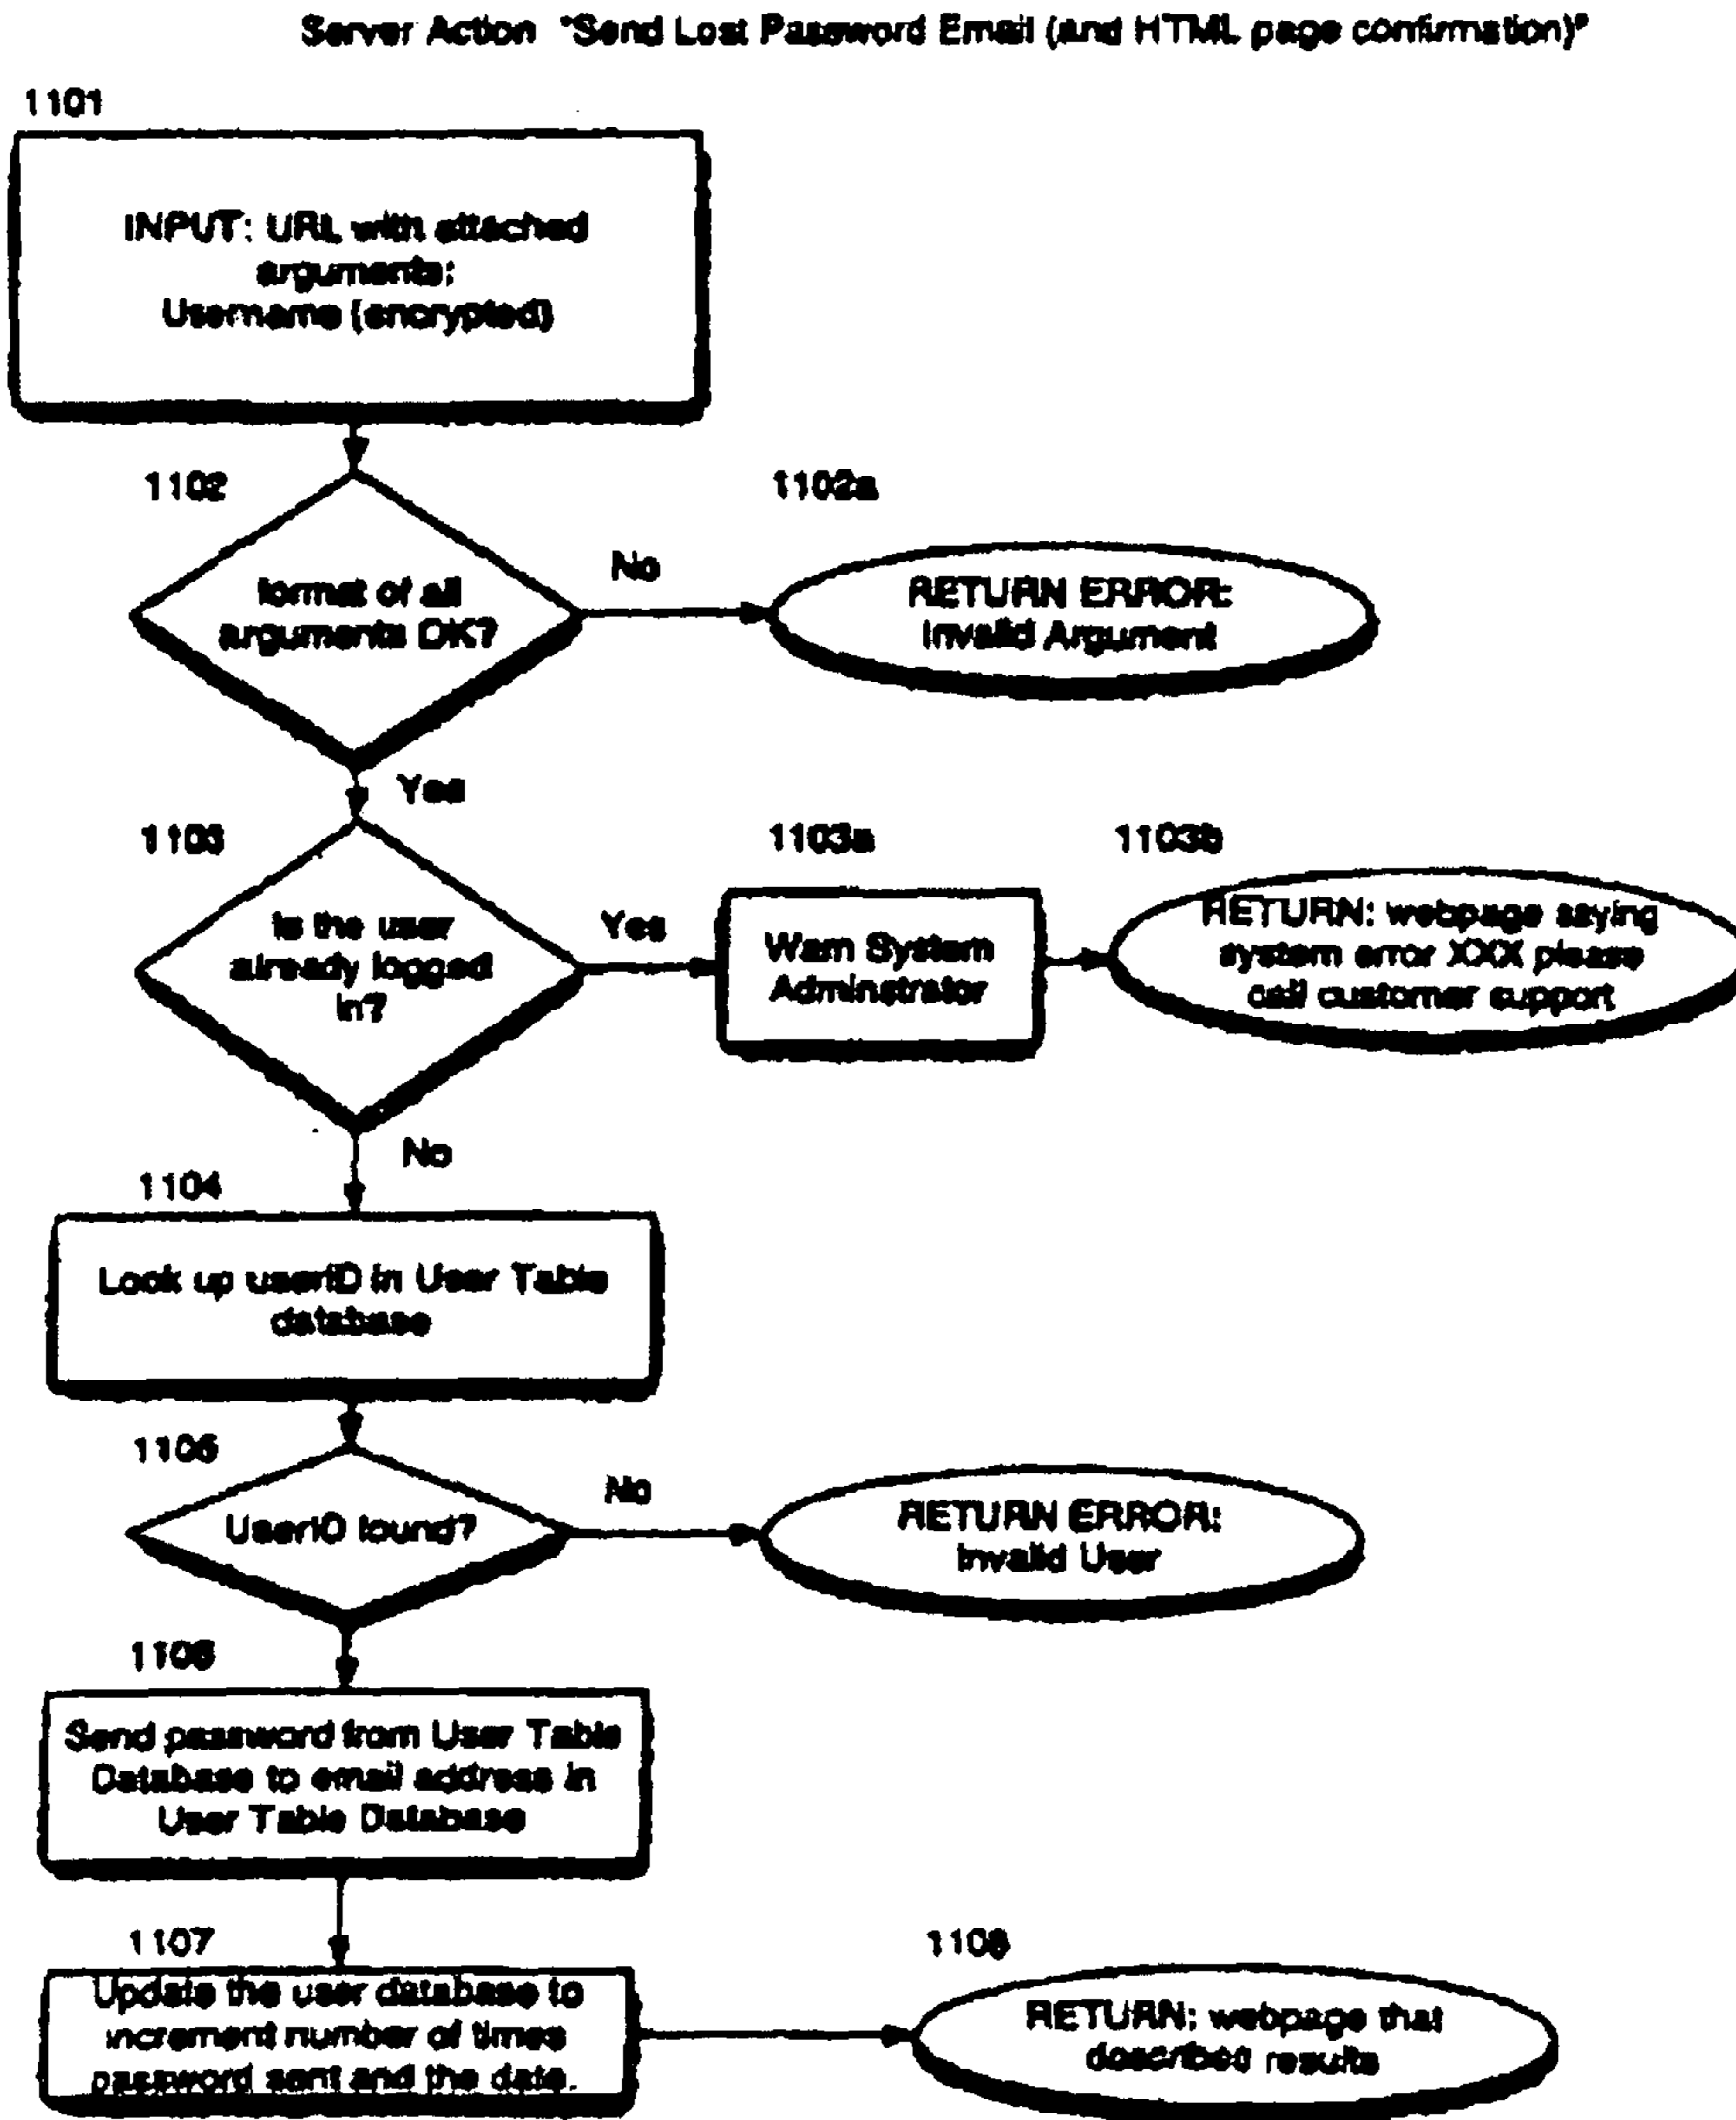 Server Action "Send Lost Password Email (and HTML page confirmation)"
1101
INPUT: URL with attached
arguments:
Username (encrypted)
1102
1102a
format of all
arguments OK?
No
RETURN ERROR:
Invalid Argument
Yes
1103
1103a
1103b
Is the user
already logged
in?
Yes
Warn System
Administrator
RETURN: webpage saying
system error XXX please
call customer support
No
1104
Look up userID in User Table
database
1105
UserID found?
No
RETURN ERROR:
Invalid User
1106
Send password from User Table
Database to email address in
User Table Database
1107
1108
Update the user database to
increment number of times
password sent and the date.
RETURN: webpage that
described results